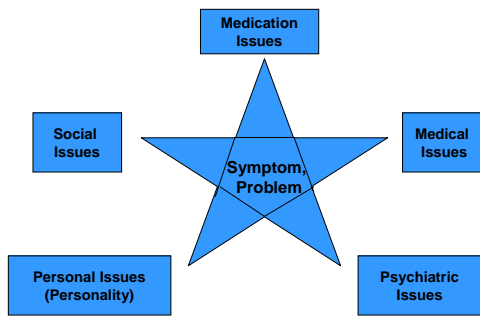 Medication
Issues
Social
Issues
Medical
Issues
Symptom,
Problem
Personal Issues
(Personality)
Psychiatric
Issues